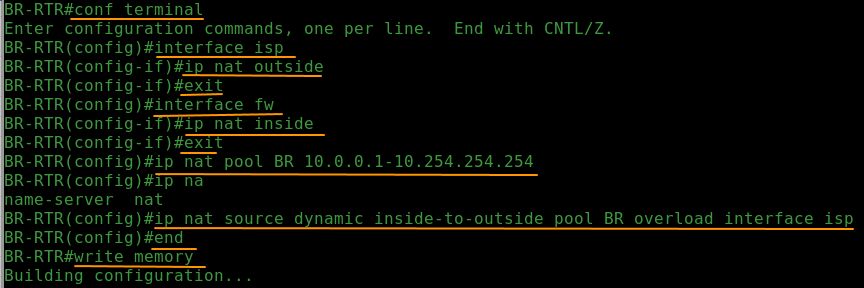 BR-RTR#conf terminal
Enter configuration commands, one per line.  End with CNTL/Z.
BR-RTR(config)#interface isp
BR-RTR(config-if)#ip nat outside
BR-RTR(config-if)#exit
BR-RTR(config)#interface fw
BR-RTR(config-if)#ip nat inside
BR-RTR(config-if)#exit
BR-RTR(config)#ip nat pool BR 10.0.0.1-10.254.254.254
BR-RTR(config)#ip na
name-server  nat
BR-RTR(config)#ip nat source dynamic inside-to-outside pool BR overload interface isp
BR-RTR(config)#end
BR-RTR#write memory
Building configuration...